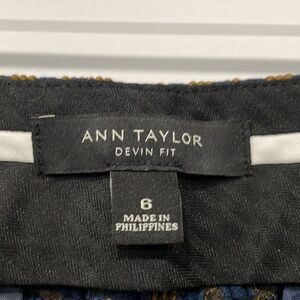 ANN TAYLOR
DEVIN FIT
6
MADE IN
PHILIPPINES